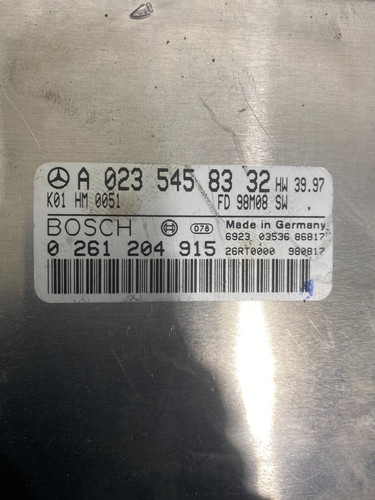 A 023 545 83 32 HW 39.97
K01 HM 0051 FD 98M08 SW
BOSCH 078 Made in Germany
6923 03536 86817
0 261 204 915 26RT0000 980817